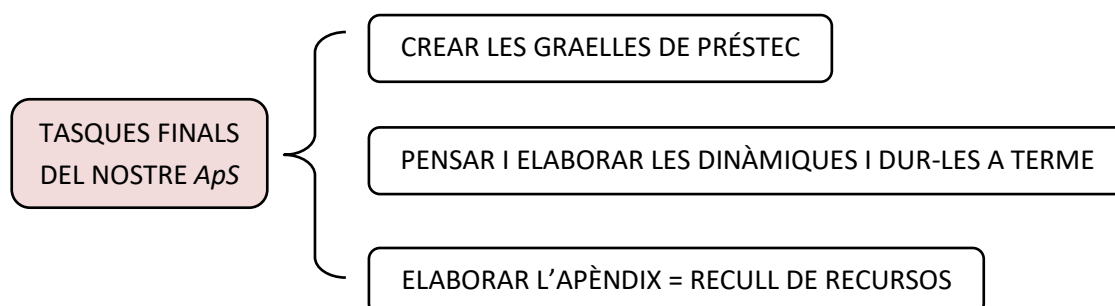 CREAR LES GRAELLES DE PRÉSTEC
TASQUES FINALS
DEL NOSTRE ApS
PENSAR I ELABORAR LES DINÀMIQUES I DUR-LES A TERME
ELABORAR L’APÈNDIX = RECULL DE RECURSOS